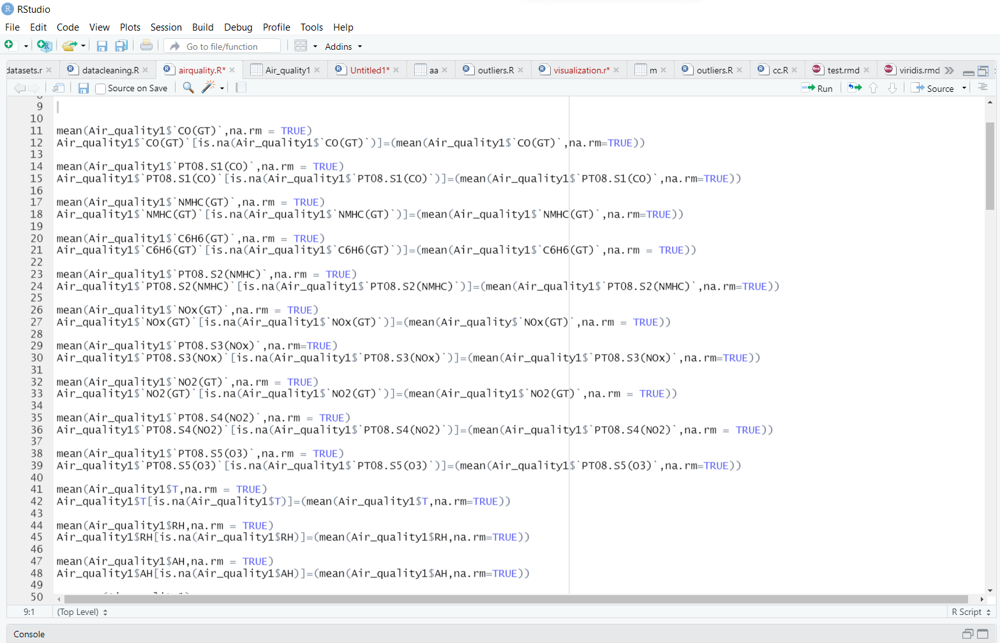 RStudio
File Edit Code View Plots Session Build Debug Profile Tools Help
Go to file/function Addins
datasets.r datacleaning.R airquality.R* Air_quality1 Untitled1* aa outliers.R visualization.r* m outliers.R cc.R test.rmd viridis.rmd
Source on Save Run Source
9
10
11 mean(Air_quality1$`CO(GT)`,na.rm = TRUE)
12 Air_quality1$`CO(GT)`[is.na(Air_quality1$`CO(GT)`)]=(mean(Air_quality1$`CO(GT)`,na.rm=TRUE))
13
14 mean(Air_quality1$`PT08.S1(CO)`,na.rm = TRUE)
15 Air_quality1$`PT08.S1(CO)`[is.na(Air_quality1$`PT08.S1(CO)`)]=(mean(Air_quality1$`PT08.S1(CO)`,na.rm=TRUE))
16
17 mean(Air_quality1$`NMHC(GT)`,na.rm = TRUE)
18 Air_quality1$`NMHC(GT)`[is.na(Air_quality1$`NMHC(GT)`)]=(mean(Air_quality1$`NMHC(GT)`,na.rm=TRUE))
19
20 mean(Air_quality1$`C6H6(GT)`,na.rm = TRUE)
21 Air_quality1$`C6H6(GT)`[is.na(Air_quality1$`C6H6(GT)`)]=(mean(Air_quality1$`C6H6(GT)`,na.rm = TRUE))
22
23 mean(Air_quality1$`PT08.S2(NMHC)`,na.rm = TRUE)
24 Air_quality1$`PT08.S2(NMHC)`[is.na(Air_quality1$`PT08.S2(NMHC)`)]=(mean(Air_quality1$`PT08.S2(NMHC)`,na.rm=TRUE))
25
26 mean(Air_quality1$`NOx(GT)`,na.rm = TRUE)
27 Air_quality1$`NOx(GT)`[is.na(Air_quality1$`NOx(GT)`)]=(mean(Air_quality$`NOx(GT)`,na.rm = TRUE))
28
29 mean(Air_quality1$`PT08.S3(NOx)`,na.rm=TRUE)
30 Air_quality1$`PT08.S3(NOx)`[is.na(Air_quality1$`PT08.S3(NOx)`)]=(mean(Air_quality1$`PT08.S3(NOx)`,na.rm=TRUE))
31
32 mean(Air_quality1$`NO2(GT)`,na.rm = TRUE)
33 Air_quality1$`NO2(GT)`[is.na(Air_quality1$`NO2(GT)`)]=(mean(Air_quality1$`NO2(GT)`,na.rm = TRUE))
34
35 mean(Air_quality1$`PT08.S4(NO2)`,na.rm = TRUE)
36 Air_quality1$`PT08.S4(NO2)`[is.na(Air_quality1$`PT08.S4(NO2)`)]=(mean(Air_quality1$`PT08.S4(NO2)`,na.rm = TRUE))
37
38 mean(Air_quality1$`PT08.S5(O3)`,na.rm = TRUE)
39 Air_quality1$`PT08.S5(O3)`[is.na(Air_quality1$`PT08.S5(O3)`)]=(mean(Air_quality1$`PT08.S5(O3)`,na.rm=TRUE))
40
41 mean(Air_quality1$T,na.rm = TRUE)
42 Air_quality1$T[is.na(Air_quality1$T)]=(mean(Air_quality1$T,na.rm=TRUE))
43
44 mean(Air_quality1$RH,na.rm = TRUE)
45 Air_quality1$RH[is.na(Air_quality1$RH)]=(mean(Air_quality1$RH,na.rm=TRUE))
46
47 mean(Air_quality1$AH,na.rm = TRUE)
48 Air_quality1$AH[is.na(Air_quality1$AH)]=(mean(Air_quality1$AH,na.rm=TRUE))
49
50
9:1 (Top Level) R Script
Console